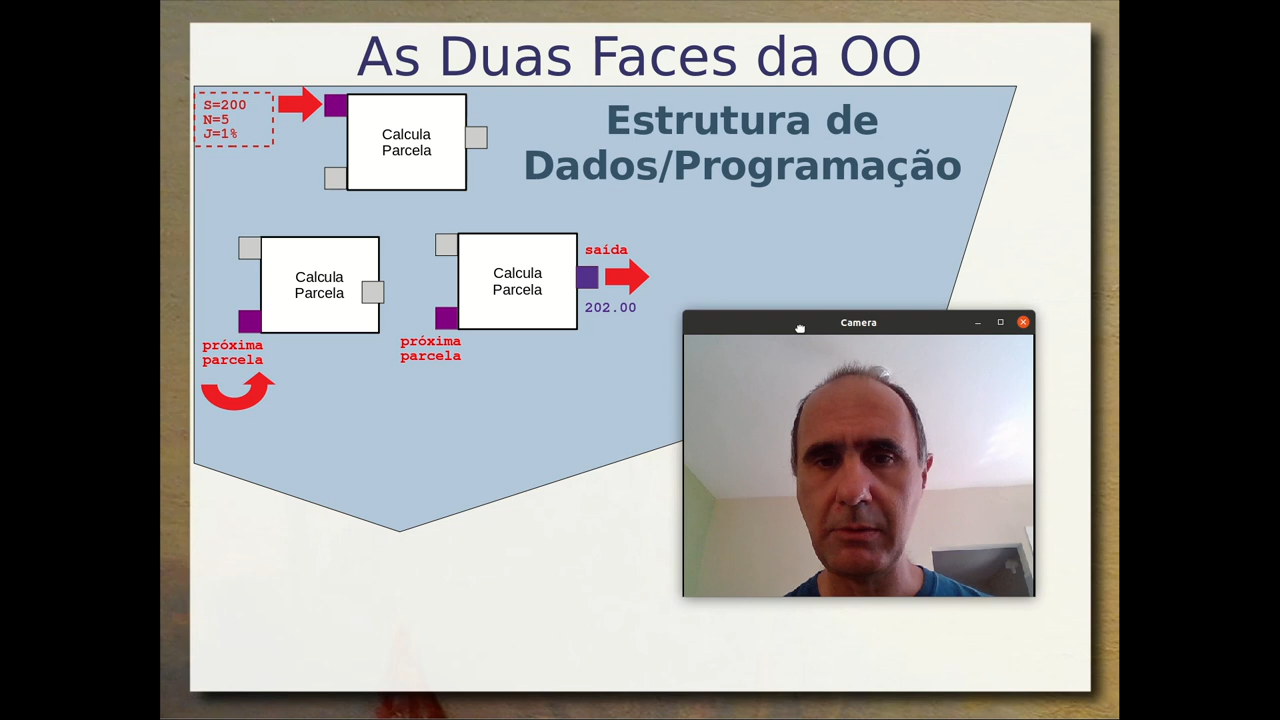 As Duas Faces da OO
S=200
N=5
J=1%
Calcula
Parcela
Estrutura de
Dados/Programação
Calcula
Parcela
próxima
parcela
Calcula
Parcela
próxima
parcela
saída
202.00
Camera